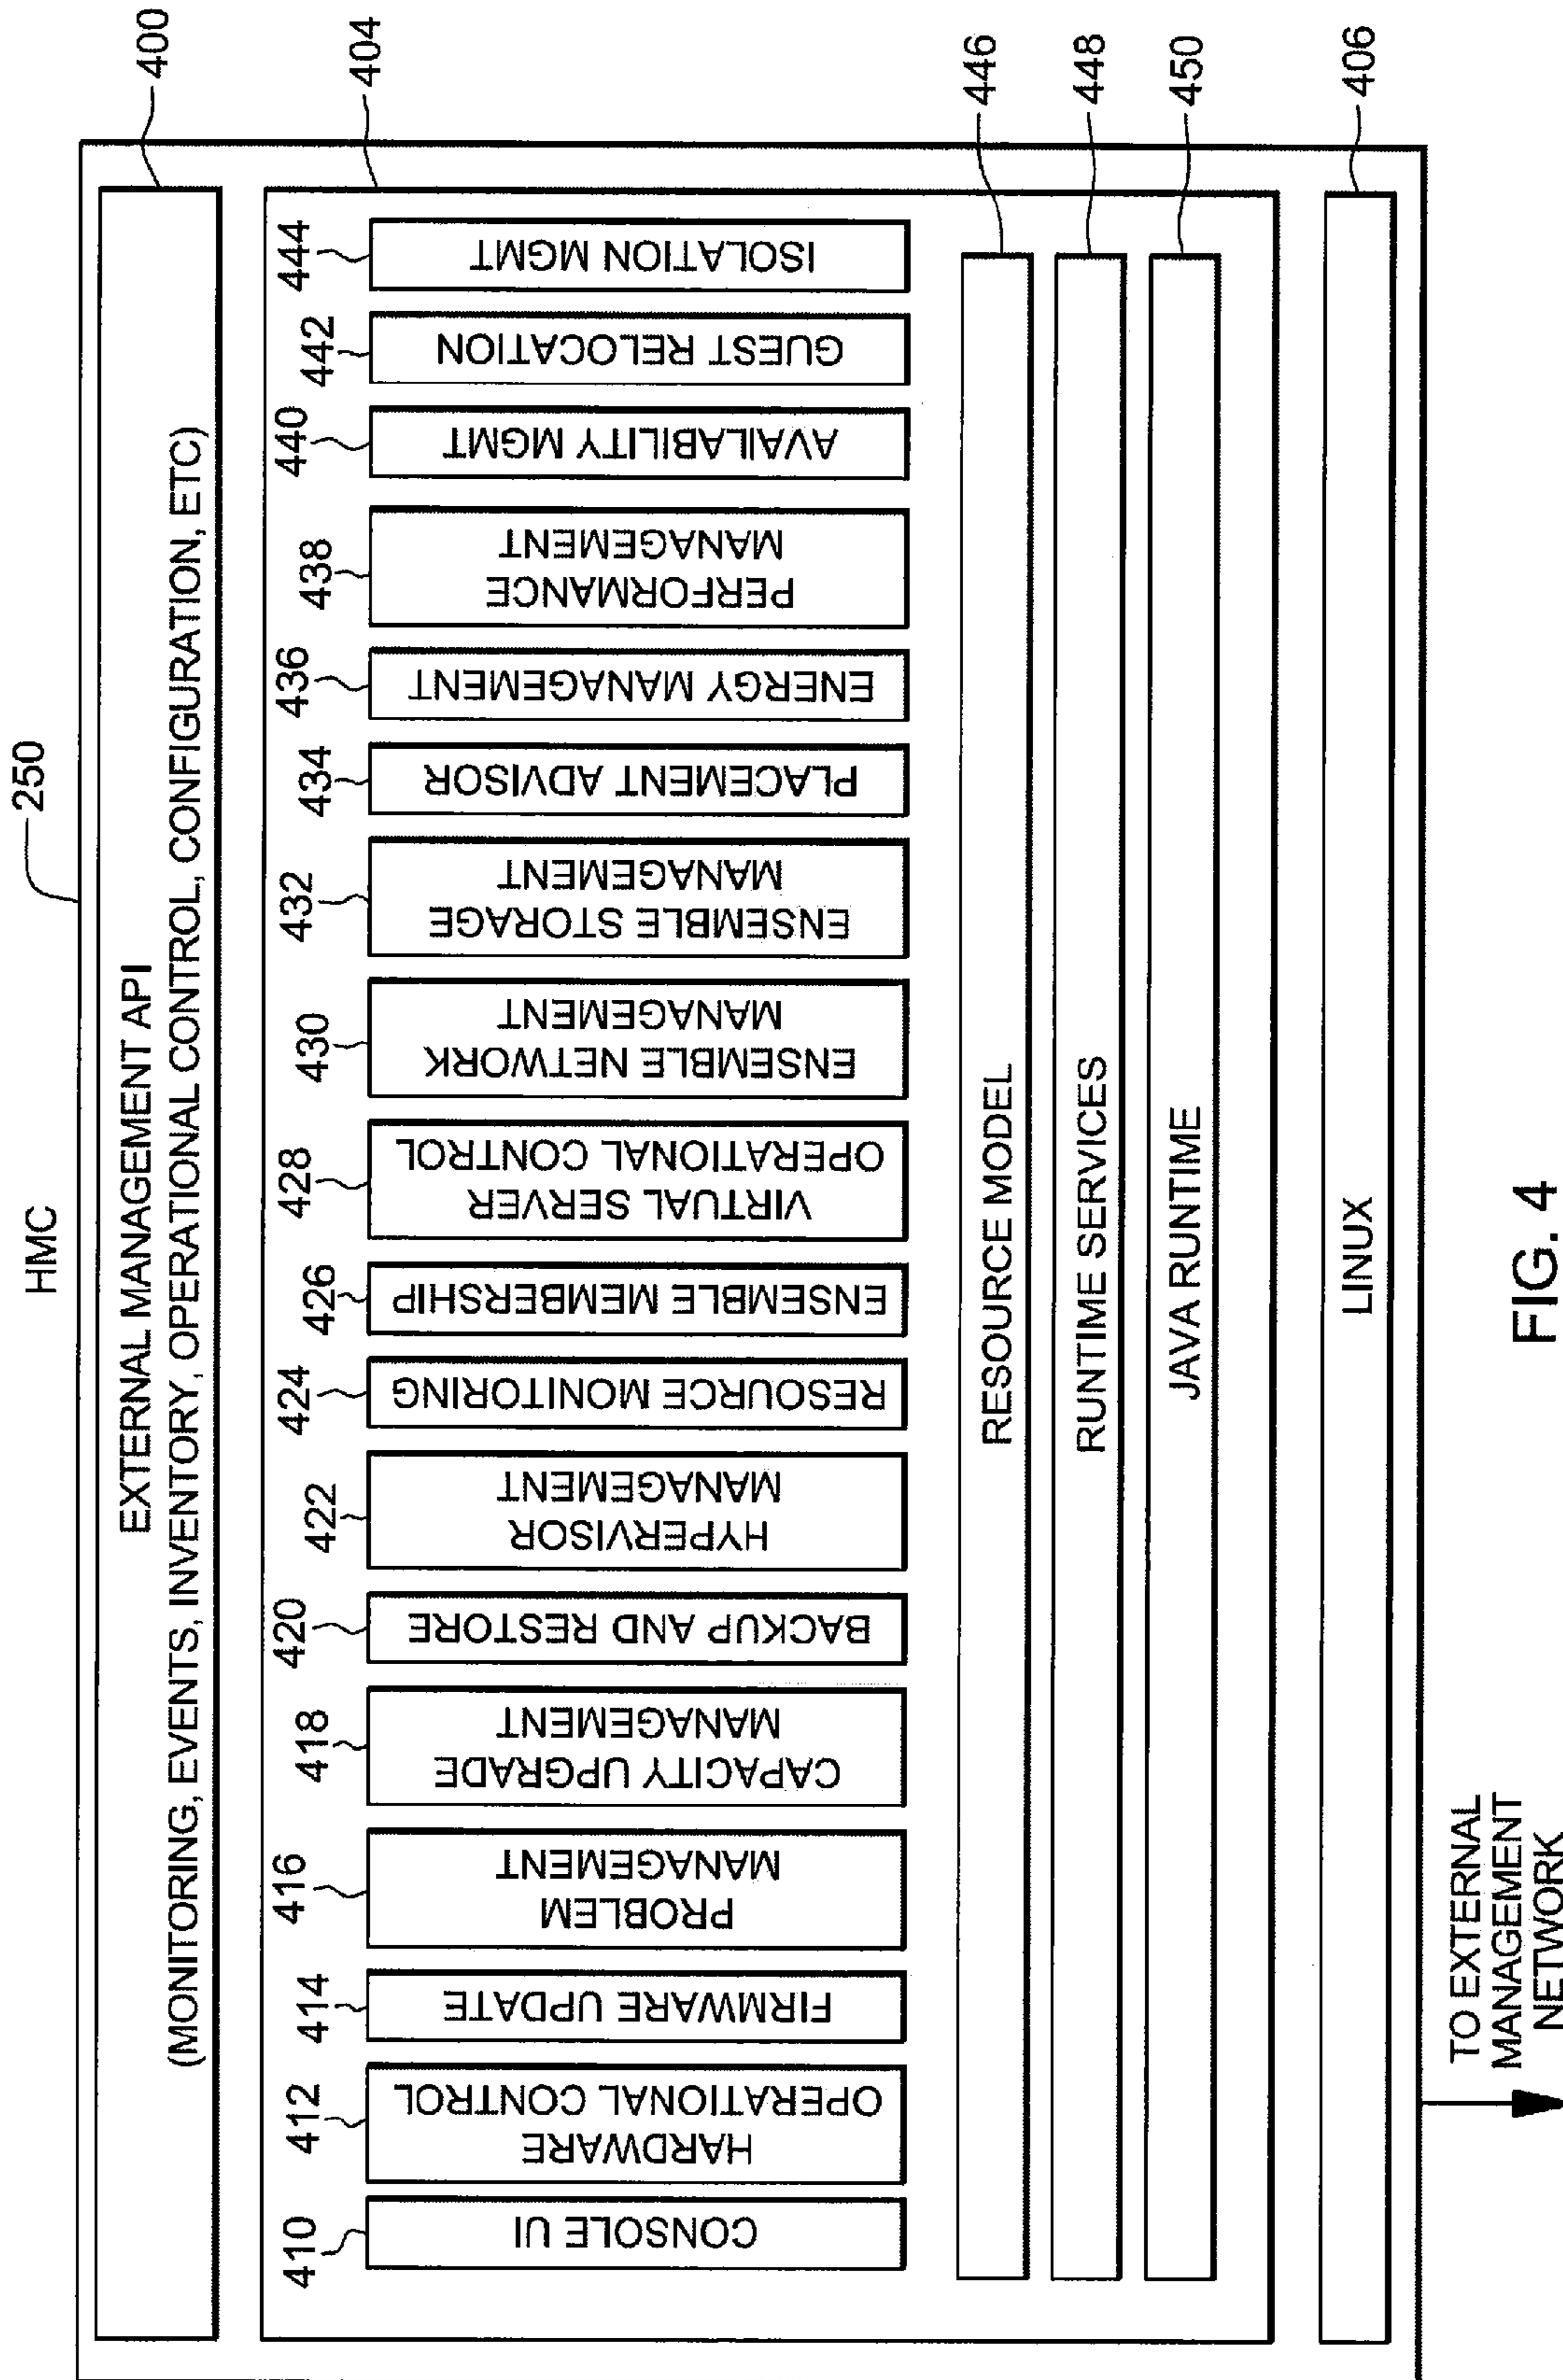 HMC
250
EXTERNAL MANAGEMENT API
(MONITORING, EVENTS, INVENTORY, OPERATIONAL CONTROL, CONFIGURATION, ETC)
400
404
410
CONSOLE UI
412
HARDWARE
OPERATIONAL CONTROL
414
FIRMWARE UPDATE
416
PROBLEM
MANAGEMENT
418
CAPACITY UPGRADE
MANAGEMENT
420
BACKUP AND RESTORE
422
HYPERVISOR
MANAGEMENT
424
RESOURCE MONITORING
426
ENSEMBLE MEMBERSHIP
428
VIRTUAL SERVER
OPERATIONAL CONTROL
430
ENSEMBLE NETWORK
MANAGEMENT
432
ENSEMBLE STORAGE
MANAGEMENT
434
PLACEMENT ADVISOR
436
ENERGY MANAGEMENT
438
PERFORMANCE
MANAGEMENT
440
AVAILABILITY MGMT
442
GUEST RELOCATION
444
ISOLATION MGMT
RESOURCE MODEL
446
RUNTIME SERVICES
448
JAVA RUNTIME
450
LINUX
406
TO EXTERNAL
MANAGEMENT
NETWORK
FIG. 4